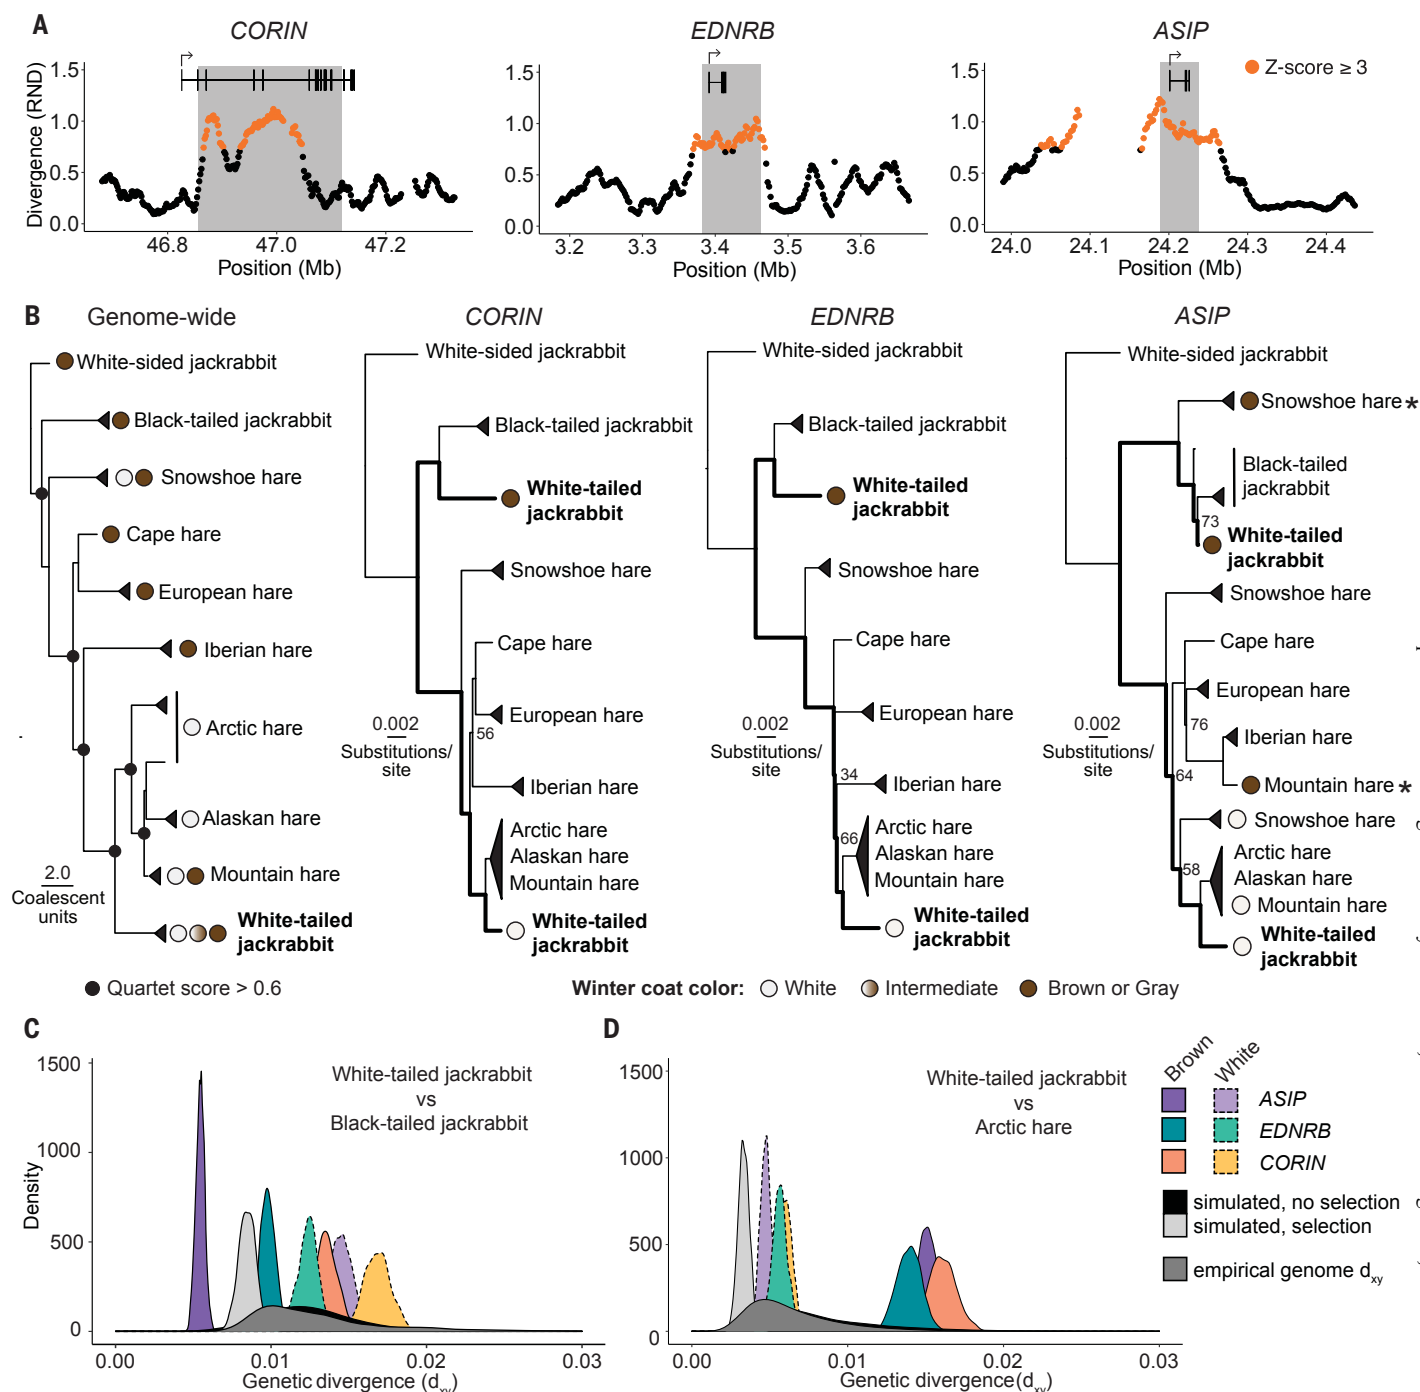 A
CORIN
EDNRB
ASIP
Divergence (RND)
1.5
1.0
0.5
0.0
46.8
47.0
47.2
Position (Mb)
1.5
1.0
0.5
0.0
3.2
3.3
3.4
3.5
3.6
Position (Mb)
1.5
1.0
0.5
0.0
24.0
24.1
24.2
24.3
24.4
Position (Mb)
Z-score ≥ 3
B
Genome-wide
White-sided jackrabbit
Black-tailed jackrabbit
Snowshoe hare
Cape hare
European hare
Iberian hare
Arctic hare
Alaskan hare
Mountain hare
White-tailed
jackrabbit
2.0
Coalescent
units
Quartet score > 0.6
CORIN
White-sided jackrabbit
Black-tailed jackrabbit
White-tailed
jackrabbit
Snowshoe hare
Cape hare
European hare
56
Iberian hare
Arctic hare
Alaskan hare
Mountain hare
White-tailed
jackrabbit
0.002
Substitutions/
site
EDNRB
White-sided jackrabbit
Black-tailed jackrabbit
White-tailed
jackrabbit
Snowshoe hare
Cape hare
European hare
34
Iberian hare
66
Arctic hare
Alaskan hare
Mountain hare
White-tailed
jackrabbit
0.002
Substitutions/
site
ASIP
White-sided jackrabbit
Snowshoe hare *
Black-tailed
jackrabbit
73
White-tailed
jackrabbit
Snowshoe hare
Cape hare
European hare
76
Iberian hare
64
Mountain hare *
Snowshoe hare
58
Arctic hare
Alaskan hare
Mountain hare
White-tailed
jackrabbit
0.002
Substitutions/
site
Winter coat color: White Intermediate Brown or Gray
C
Density
1500
1000
500
0
White-tailed jackrabbit
vs
Black-tailed jackrabbit
0.00
0.01
0.02
0.03
Genetic divergence (dxy)
D
1500
1000
500
0
White-tailed jackrabbit
vs
Arctic hare
0.00
0.01
0.02
0.03
Genetic divergence(dxy)
Brown
White
ASIP
EDNRB
CORIN
simulated, no selection
simulated, selection
empirical genome dxy